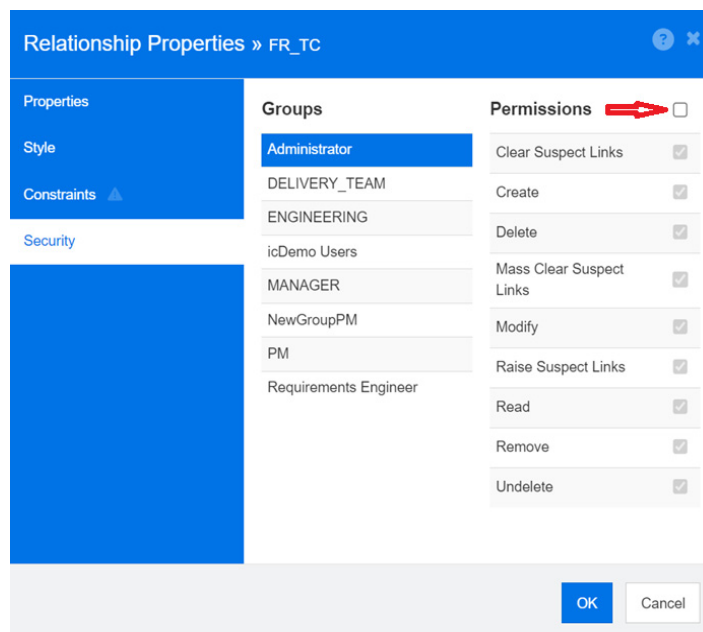 Relationship Properties » FR_TC
?
Properties
Style
Constraints
Security
Groups
Administrator
DELIVERY_TEAM
ENGINEERING
icDemo Users
MANAGER
NewGroupPM
PM
Requirements Engineer
Permissions
Clear Suspect Links
Create
Delete
Mass Clear Suspect
Links
Modify
Raise Suspect Links
Read
Remove
Undelete
OK
Cancel